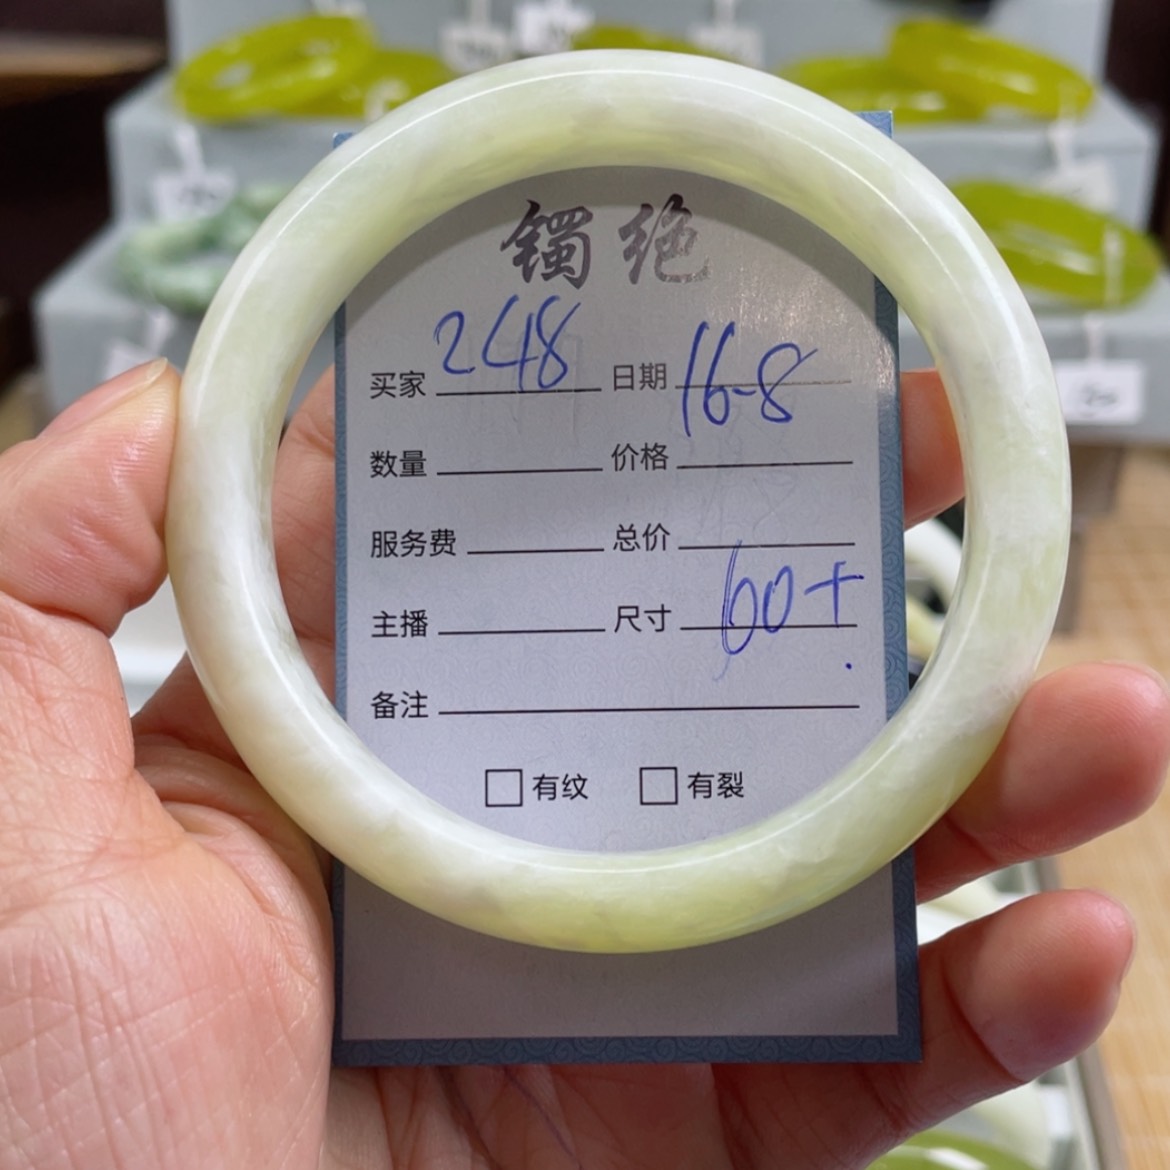 镯绝
买家 248 日期 16-8
数量 价格
服务费 总价
主播 尺寸 60+
备注
□有纹 □有裂